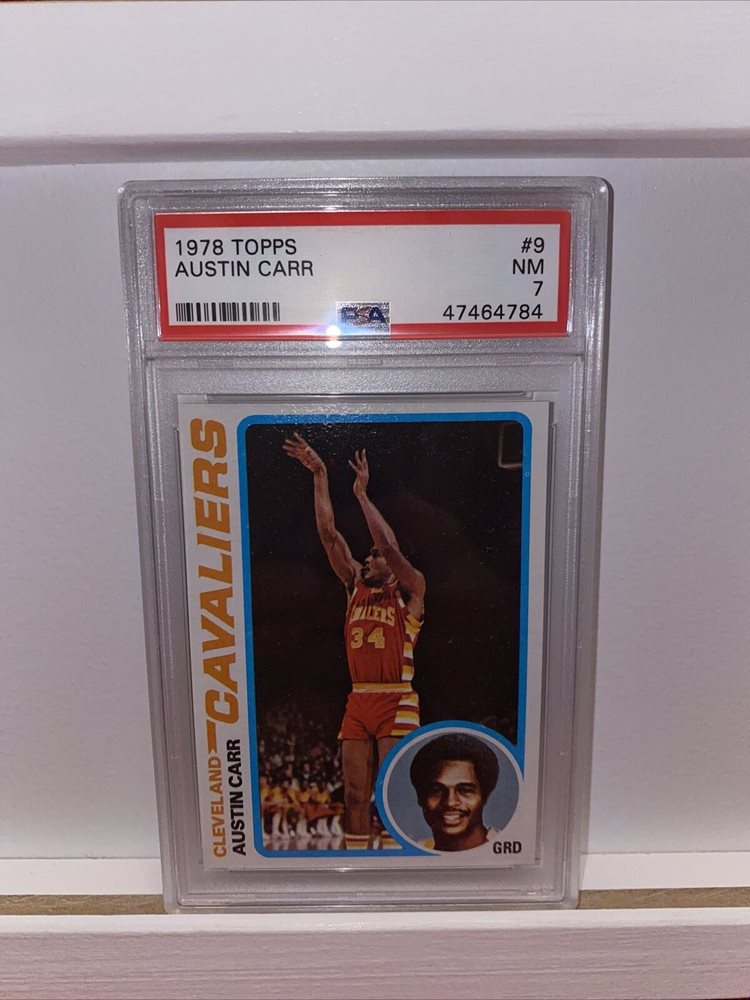 1978 TOPPS #9
AUSTIN CARR NM
7
PSA 47464784
CLEVELAND CAVALIERS
AUSTIN CARR
34
GRD